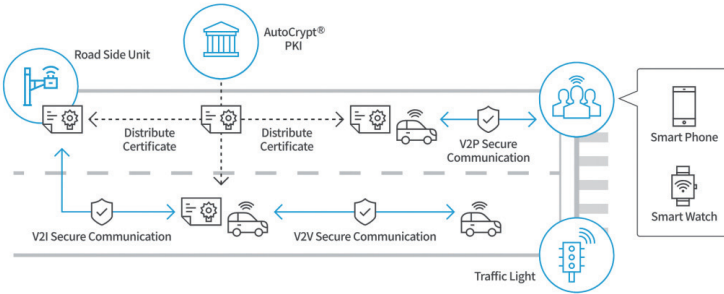 AutoCrypt®
PKI
Road Side Unit
Distribute
Certificate
Distribute
Certificate
V2P Secure
Communication
Smart Phone
Smart Watch
V2I Secure Communication
V2V Secure Communication
Traffic Light